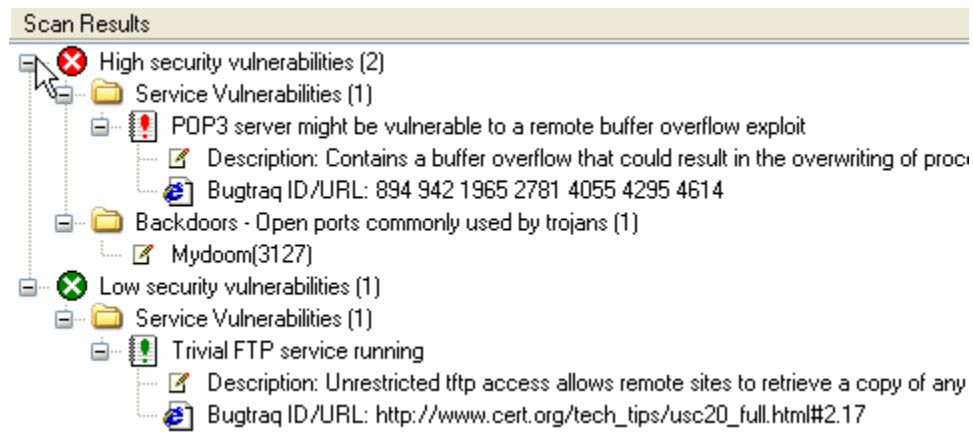 Scan Results
High security vulnerabilities (2)
Service Vulnerabilities (1)
POP3 server might be vulnerable to a remote buffer overflow exploit
Description: Contains a buffer overflow that could result in the overwriting of proc
Bugtraq ID/URL: 894 942 1965 2781 4055 4295 4614
Backdoors - Open ports commonly used by trojans (1)
Mydoom(3127)
Low security vulnerabilities (1)
Service Vulnerabilities (1)
Trivial FTP service running
Description: Unrestricted tftp access allows remote sites to retrieve a copy of any
Bugtraq ID/URL: http://www.cert.org/tech_tips/usc20_full.html#2.17